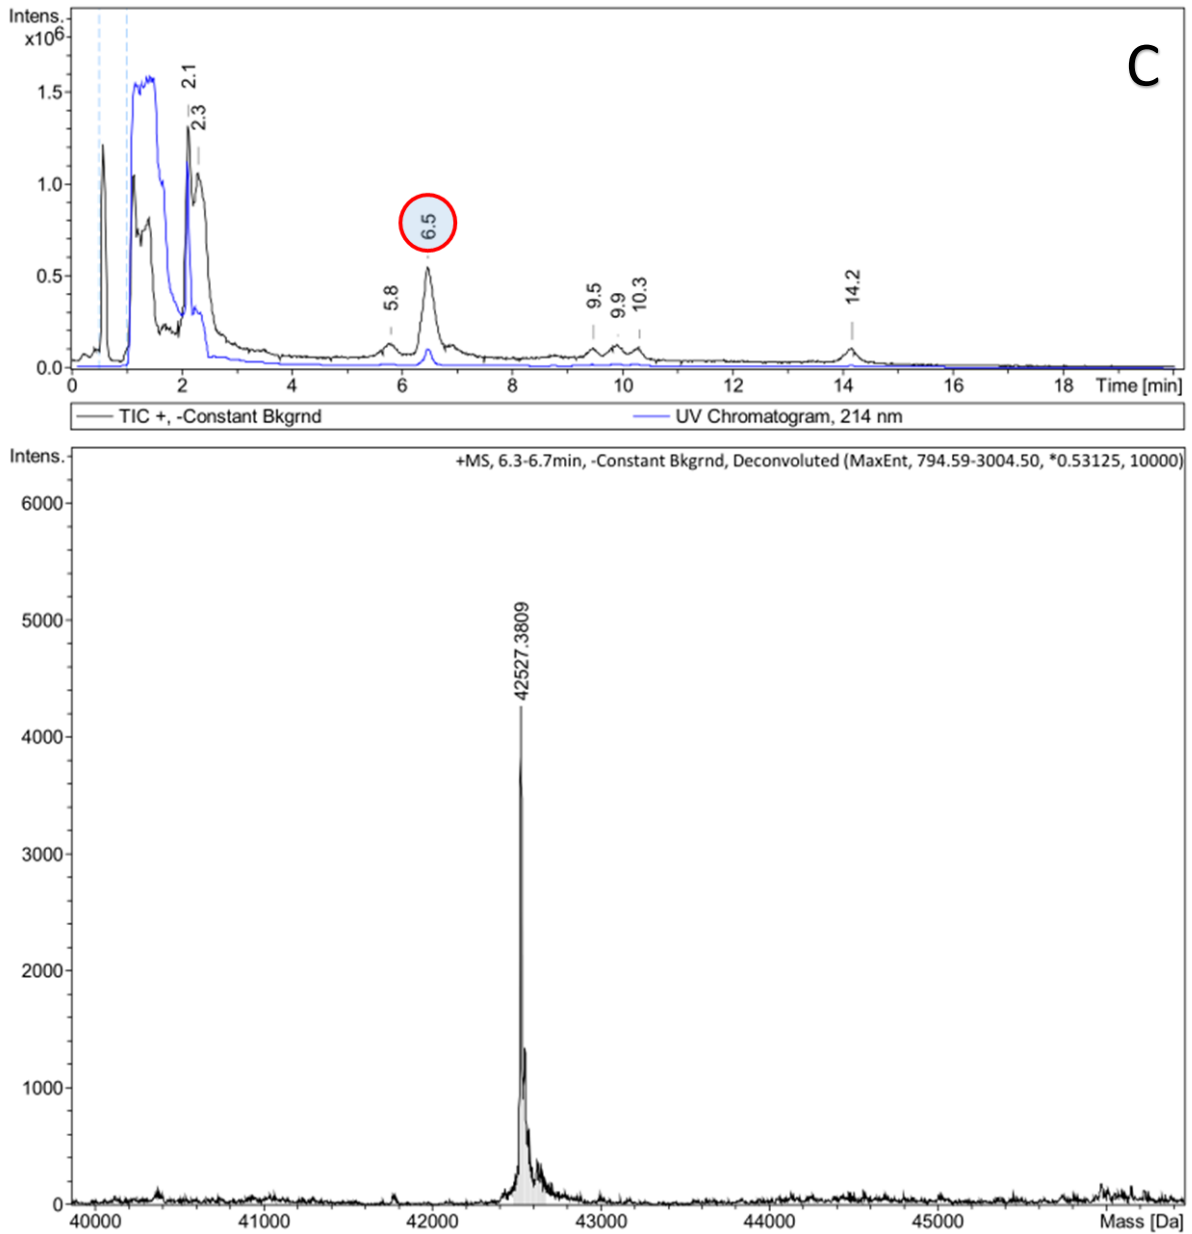 Intens.
x10⁶
C
2.1
2.3
1.5
1.0
6.5
0.5
5.8
9.5
9.9
10.3
14.2
0.0
0 2 4 6 8 10 12 14 16 18 Time [min]
TIC +, -Constant Bkgrnd UV Chromatogram, 214 nm
Intens.
+MS, 6.3-6.7min, -Constant Bkgrnd, Deconvoluted (MaxEnt, 794.59-3004.50, *0.53125, 10000)
6000
5000
42527.3809
4000
3000
2000
1000
0
40000 41000 42000 43000 44000 45000 Mass [Da]